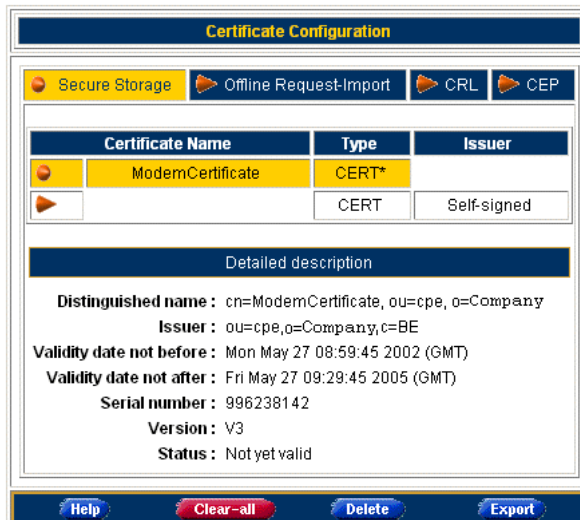 Certificate Configuration
Secure Storage Offline Request-Import CRL CEP
Certificate Name Type Issuer
ModemCertificate CERT*
CERT Self-signed
Detailed description
Distinguished name : cn=ModemCertificate, ou=cpe, o=Company
Issuer : ou=cpe,o=Company,c=BE
Validity date not before : Mon May 27 08:59:45 2002 (GMT)
Validity date not after : Fri May 27 09:29:45 2005 (GMT)
Serial number : 996238142
Version : V3
Status : Not yet valid
Help Clear-all Delete Export